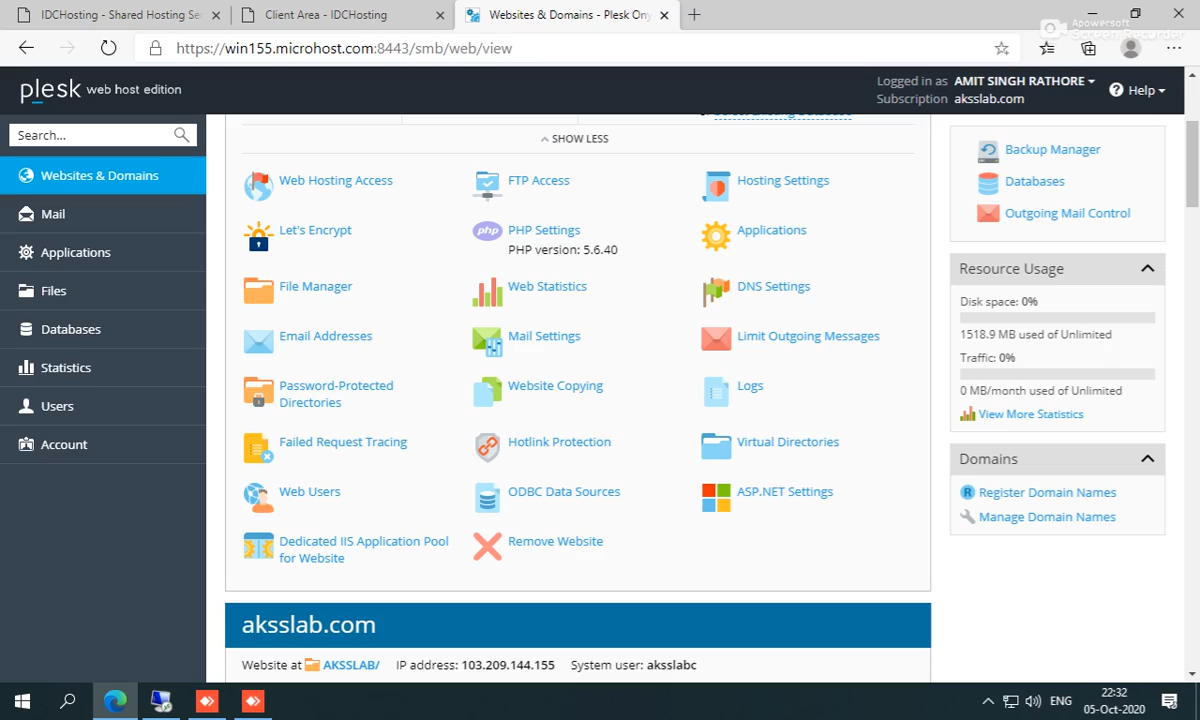 IDCHosting - Shared Hosting Se
Client Area - IDCHosting
Websites & Domains - Plesk Ony
https://win155.microhost.com:8443/smb/web/view
Apowersoft
Screen Recorder
plesk web host edition
Logged in as AMIT SINGH RATHORE
Subscription aksslab.com
Help
Search...
Websites & Domains
Mail
Applications
Files
Databases
Statistics
Users
Account
SHOW LESS
Web Hosting Access
FTP Access
Hosting Settings
Let's Encrypt
PHP Settings
PHP version: 5.6.40
Applications
File Manager
Web Statistics
DNS Settings
Email Addresses
Mail Settings
Limit Outgoing Messages
Password-Protected
Directories
Website Copying
Logs
Failed Request Tracing
Hotlink Protection
Virtual Directories
Web Users
ODBC Data Sources
ASP.NET Settings
Dedicated IIS Application Pool
for Website
Remove Website
aksslab.com
Website at AKSSLAB/ IP address: 103.209.144.155 System user: aksslabc
Backup Manager
Databases
Outgoing Mail Control
Resource Usage
Disk space: 0%
1518.9 MB used of Unlimited
Traffic: 0%
0 MB/month used of Unlimited
View More Statistics
Domains
Register Domain Names
Manage Domain Names
php
ENG
22:32
05-Oct-2020